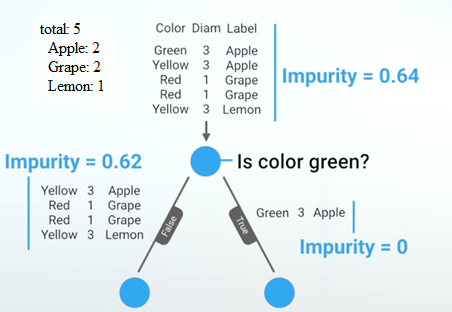 total: 5
Apple: 2
Grape: 2
Lemon: 1
Color Diam Label
Green 3 Apple
Yellow 3 Apple
Red 1 Grape
Red 1 Grape
Yellow 3 Lemon
Impurity = 0.64
Impurity = 0.62
Is color green?
Yellow 3 Apple
Red 1 Grape
Red 1 Grape
Yellow 3 Lemon
Green 3 Apple
Impurity = 0
False
True